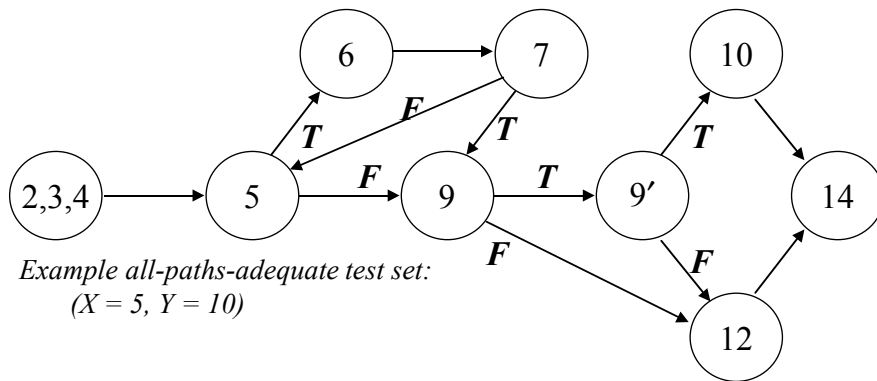 6
7
10
F
T
T
T
2,3,4
5
F
9
T
9′
14
F
F
Example all-paths-adequate test set:
(X = 5, Y = 10)
12